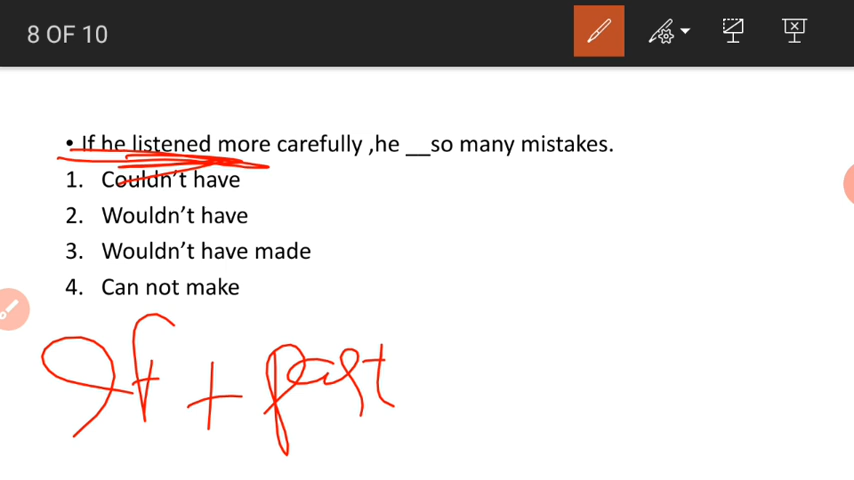 8 OF 10
• If he listened more carefully ,he __so many mistakes.
1. Couldn't have
2. Wouldn't have
3. Wouldn't have made
4. Can not make
If + past